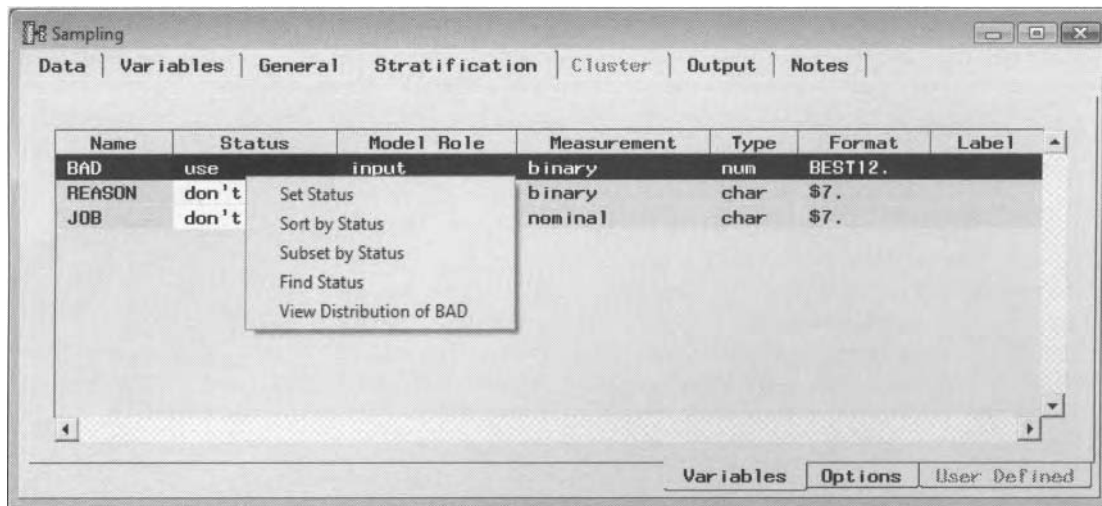 Sampling
Data Variables General Stratification Cluster Output Notes
Name Status Model Role Measurement Type Format Label
BAD use input binary num BEST12.
REASON don't binary char $7.
JOB don't nominal char $7.
Set Status
Sort by Status
Subset by Status
Find Status
View Distribution of BAD
Variables Options User Defined